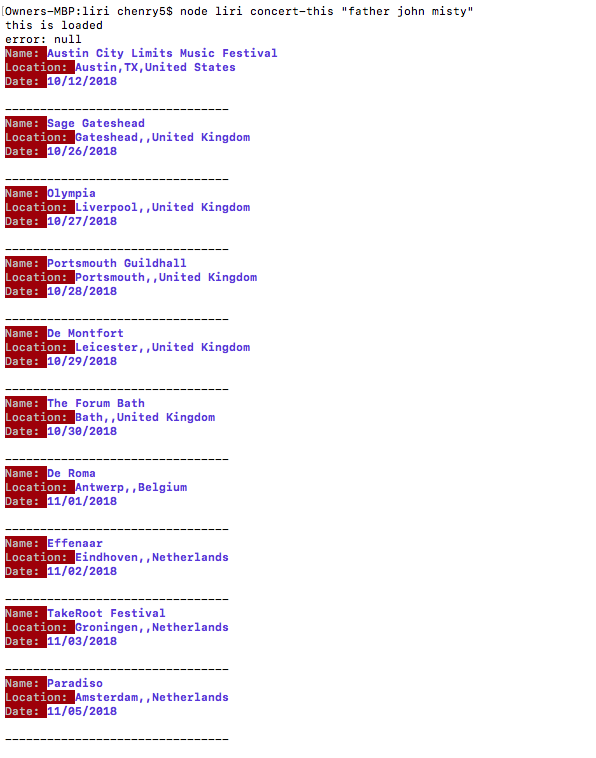 [Owners-MBP:liri chenry5$ node liri concert-this "father john misty"
this is loaded
error: null
Name: Austin City Limits Music Festival
Location: Austin,TX,United States
Date: 10/12/2018
--------------------------------
Name: Sage Gateshead
Location: Gateshead,,United Kingdom
Date: 10/26/2018
--------------------------------
Name: Olympia
Location: Liverpool,,United Kingdom
Date: 10/27/2018
--------------------------------
Name: Portsmouth Guildhall
Location: Portsmouth,,United Kingdom
Date: 10/28/2018
--------------------------------
Name: De Montfort
Location: Leicester,,United Kingdom
Date: 10/29/2018
--------------------------------
Name: The Forum Bath
Location: Bath,,United Kingdom
Date: 10/30/2018
--------------------------------
Name: De Roma
Location: Antwerp,,Belgium
Date: 11/01/2018
--------------------------------
Name: Effenaar
Location: Eindhoven,,Netherlands
Date: 11/02/2018
--------------------------------
Name: TakeRoot Festival
Location: Groningen,,Netherlands
Date: 11/03/2018
--------------------------------
Name: Paradiso
Location: Amsterdam,,Netherlands
Date: 11/05/2018
--------------------------------